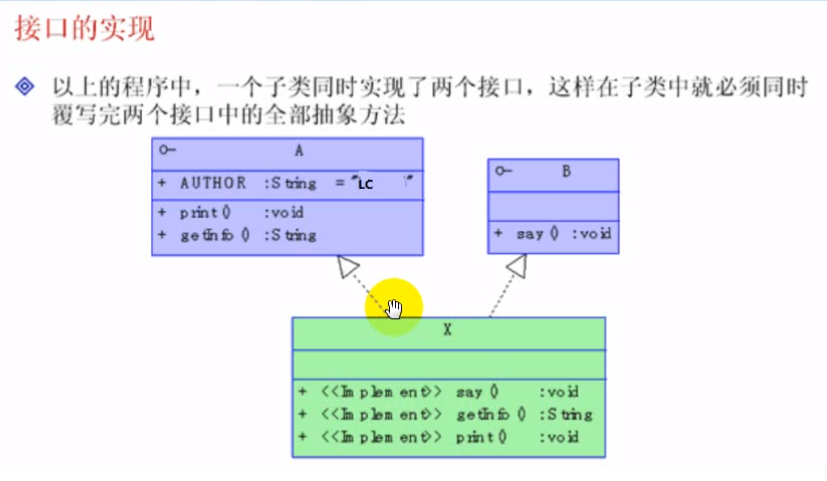 接口的实现
以上的程序中，一个子类同时实现了两个接口，这样在子类中就必须同时
覆写完两个接口中的全部抽象方法
A
+ AUTHOR :String = "LC "
+ print() :void
+ getInfo () :String
B
+ say () :void
X
+ <<Implement>> say () :void
+ <<Implement>> getInfo () :String
+ <<Implement>> print() :void